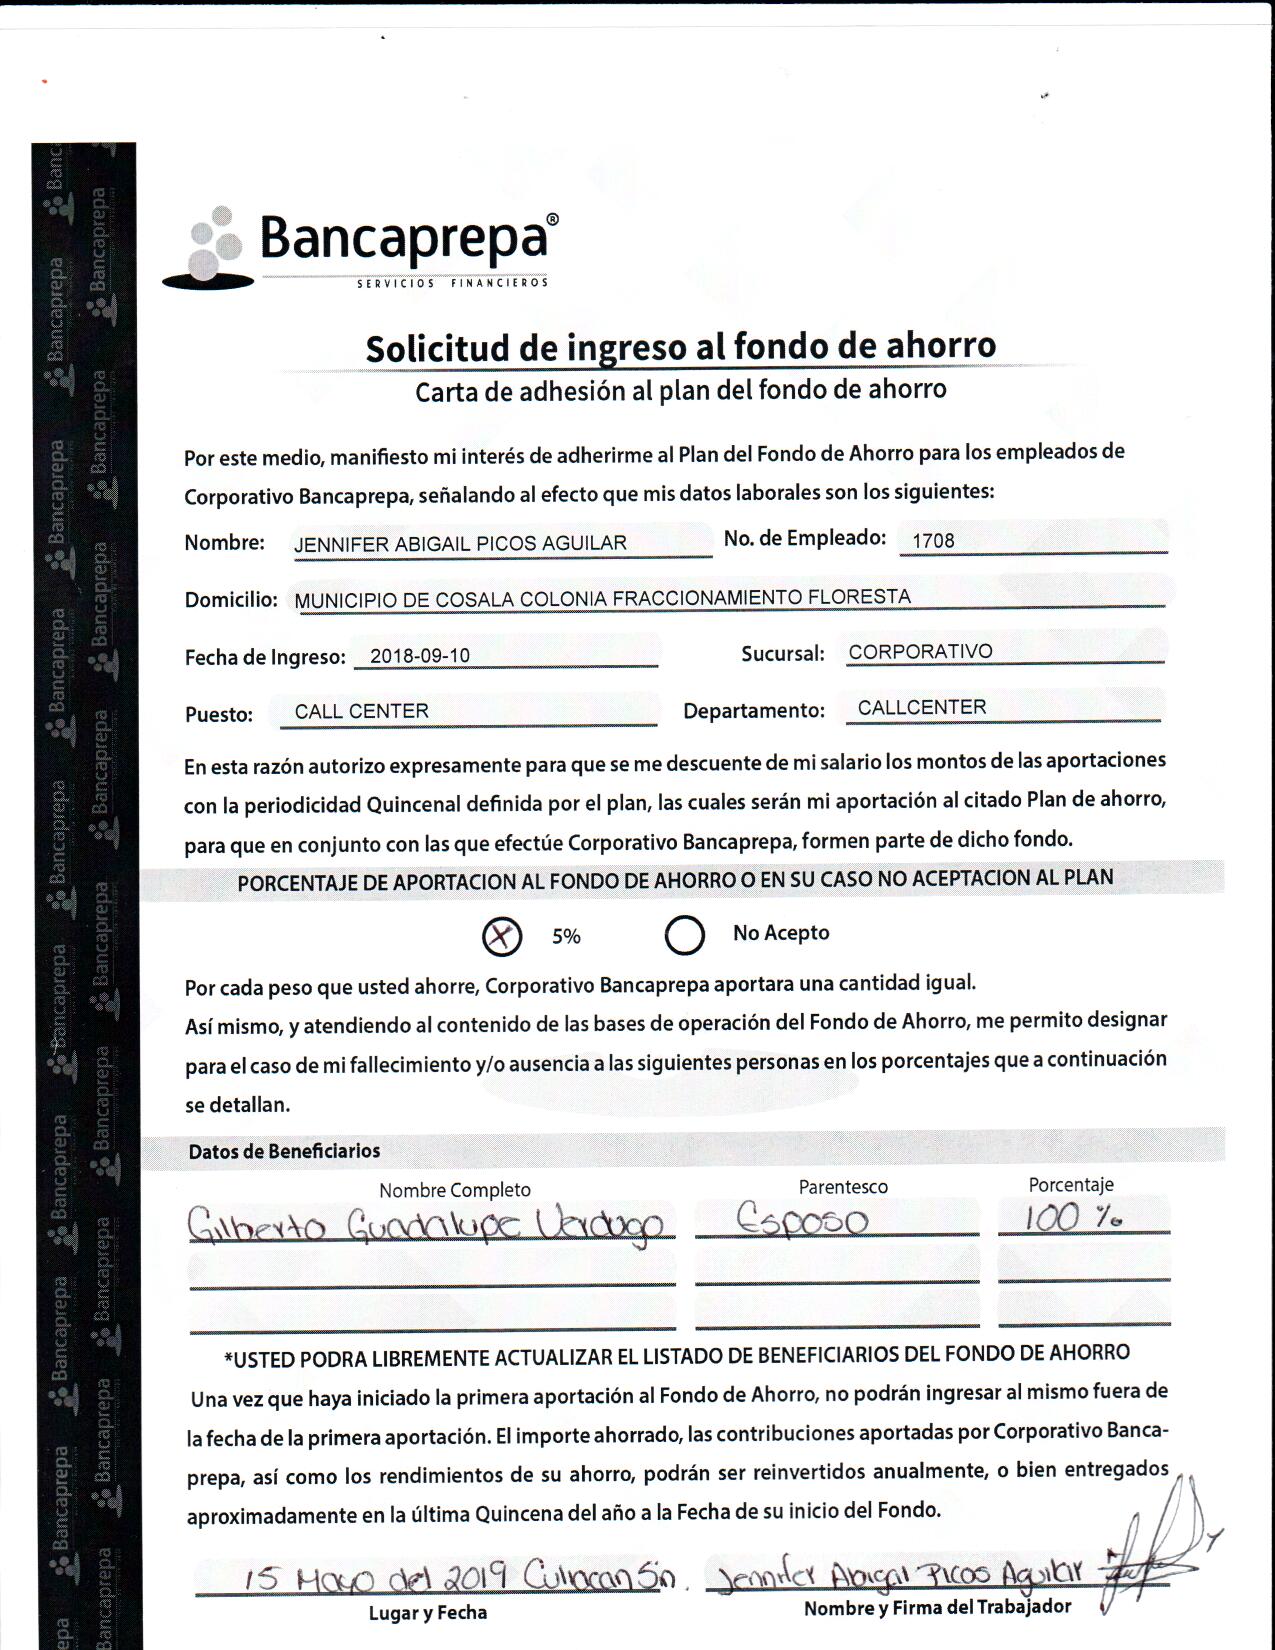 Bancaprepa®
SERVICIOS FINANCIEROS
Solicitud de ingreso al fondo de ahorro
Carta de adhesión al plan del fondo de ahorro
Por este medio, manifiesto mi interés de adherirme al Plan del Fondo de Ahorro para los empleados de
Corporativo Bancaprepa, señalando al efecto que mis datos laborales son los siguientes:
Nombre: JENNIFER ABIGAIL PICOS AGUILAR No. de Empleado: 1708
Domicilio: MUNICIPIO DE COSALA COLONIA FRACCIONAMIENTO FLORESTA
Fecha de Ingreso: 2018-09-10 Sucursal: CORPORATIVO
Puesto: CALL CENTER Departamento: CALLCENTER
En esta razón autorizo expresamente para que se me descuente de mi salario los montos de las aportaciones
con la periodicidad Quincenal definida por el plan, las cuales serán mi aportación al citado Plan de ahorro,
para que en conjunto con las que efectúe Corporativo Bancaprepa, formen parte de dicho fondo.
PORCENTAJE DE APORTACION AL FONDO DE AHORRO O EN SU CASO NO ACEPTACION AL PLAN
X 5% No Acepto
Por cada peso que usted ahorre, Corporativo Bancaprepa aportara una cantidad igual.
Así mismo, y atendiendo al contenido de las bases de operación del Fondo de Ahorro, me permito designar
para el caso de mi fallecimiento y/o ausencia a las siguientes personas en los porcentajes que a continuación
se detallan.
Datos de Beneficiarios
Nombre Completo Parentesco Porcentaje
Gilberto Guadalupe Verdugo Esposo 100 %
*USTED PODRA LIBREMENTE ACTUALIZAR EL LISTADO DE BENEFICIARIOS DEL FONDO DE AHORRO
Una vez que haya iniciado la primera aportación al Fondo de Ahorro, no podrán ingresar al mismo fuera de
la fecha de la primera aportación. El importe ahorrado, las contribuciones aportadas por Corporativo Banca-
prepa, así como los rendimientos de su ahorro, podrán ser reinvertidos anualmente, o bien entregados
aproximadamente en la última Quincena del año a la Fecha de su inicio del Fondo.
15 Mayo del 2019 Culiacan Sin. Jennifer Abigail Picos Aguilar
Lugar y Fecha Nombre y Firma del Trabajador